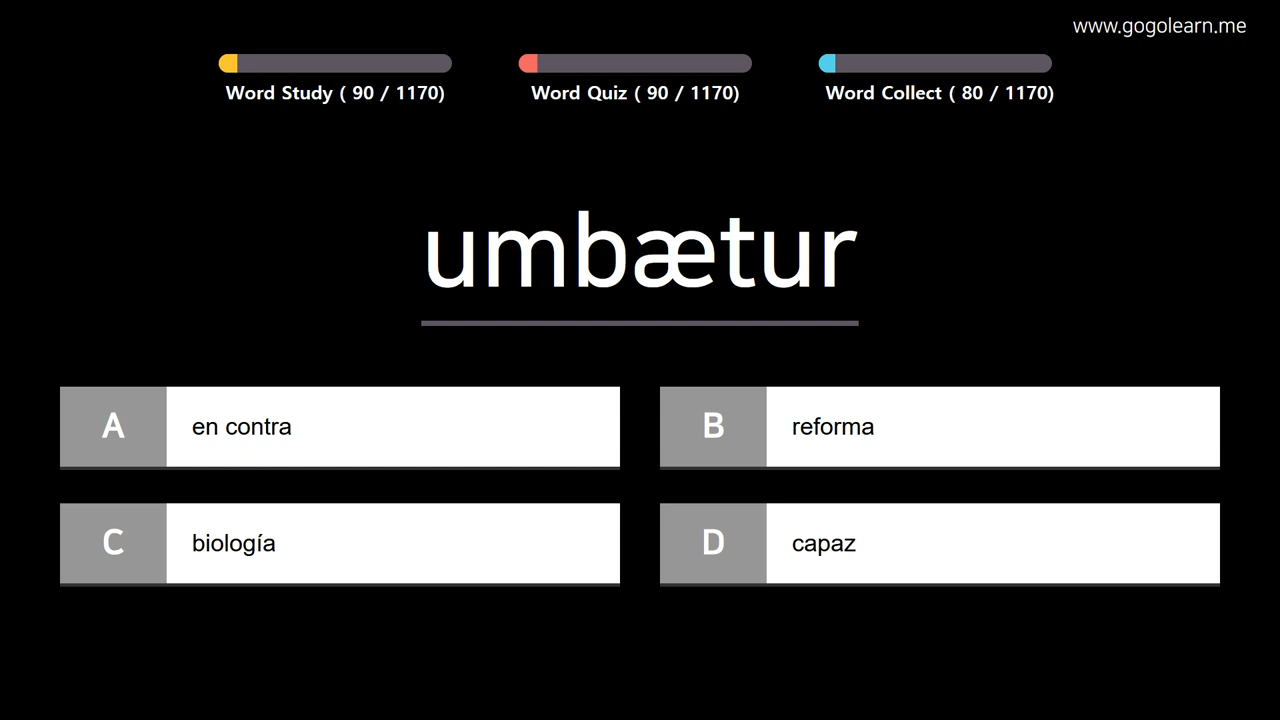 www.gogolearn.me
Word Study ( 90 / 1170)
Word Quiz ( 90 / 1170)
Word Collect ( 80 / 1170)
umbætur
A en contra
B reforma
C biología
D capaz